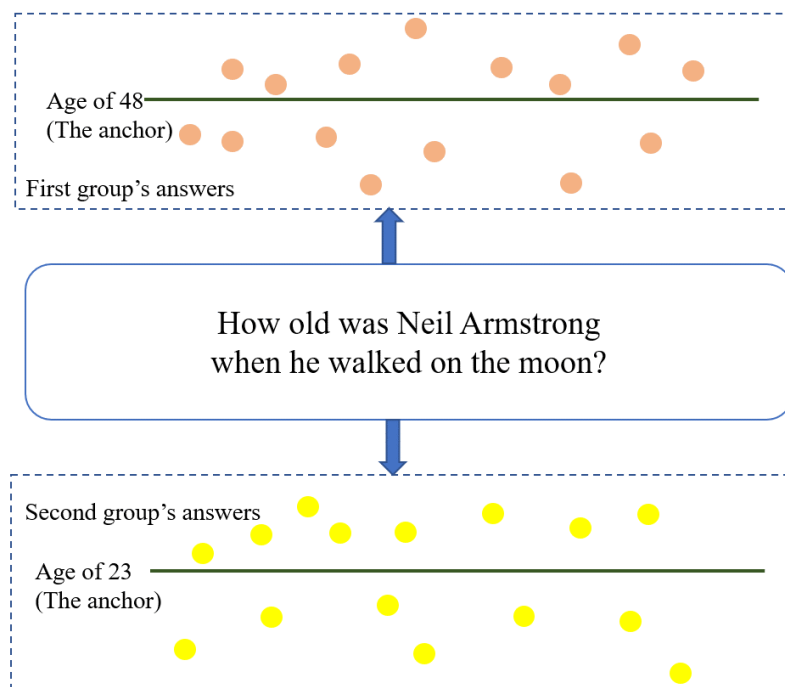 Age of 48
(The anchor)
First group's answers
How old was Neil Armstrong
when he walked on the moon?
Second group's answers
Age of 23
(The anchor)